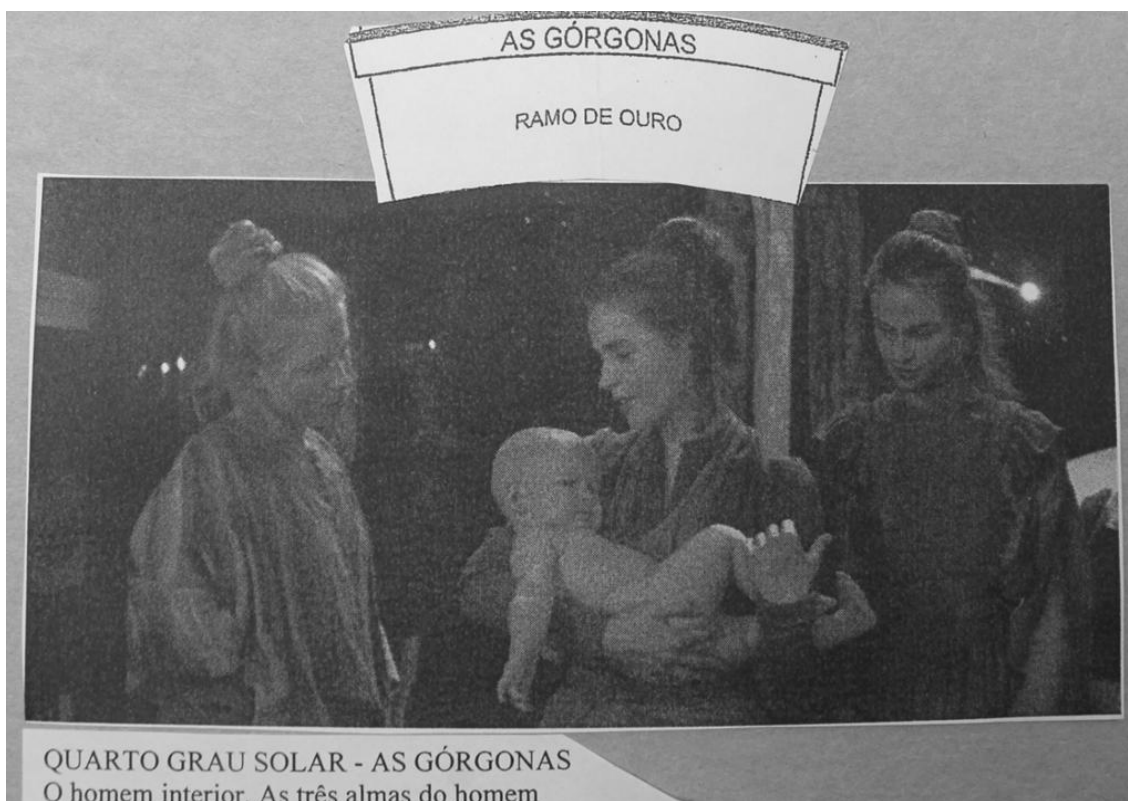 AS GÓRGONAS
RAMO DE OURO
QUARTO GRAU SOLAR - AS GÓRGONAS
O homem interior. As três almas do homem